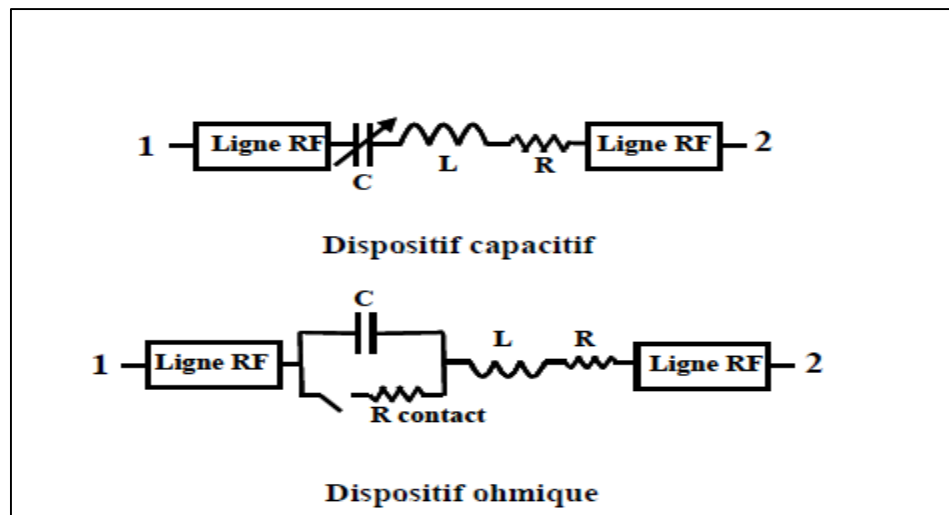 1 Ligne RF C L R Ligne RF 2
Dispositif capacitif
C
1 Ligne RF L R Ligne RF 2
R contact
Dispositif ohmique